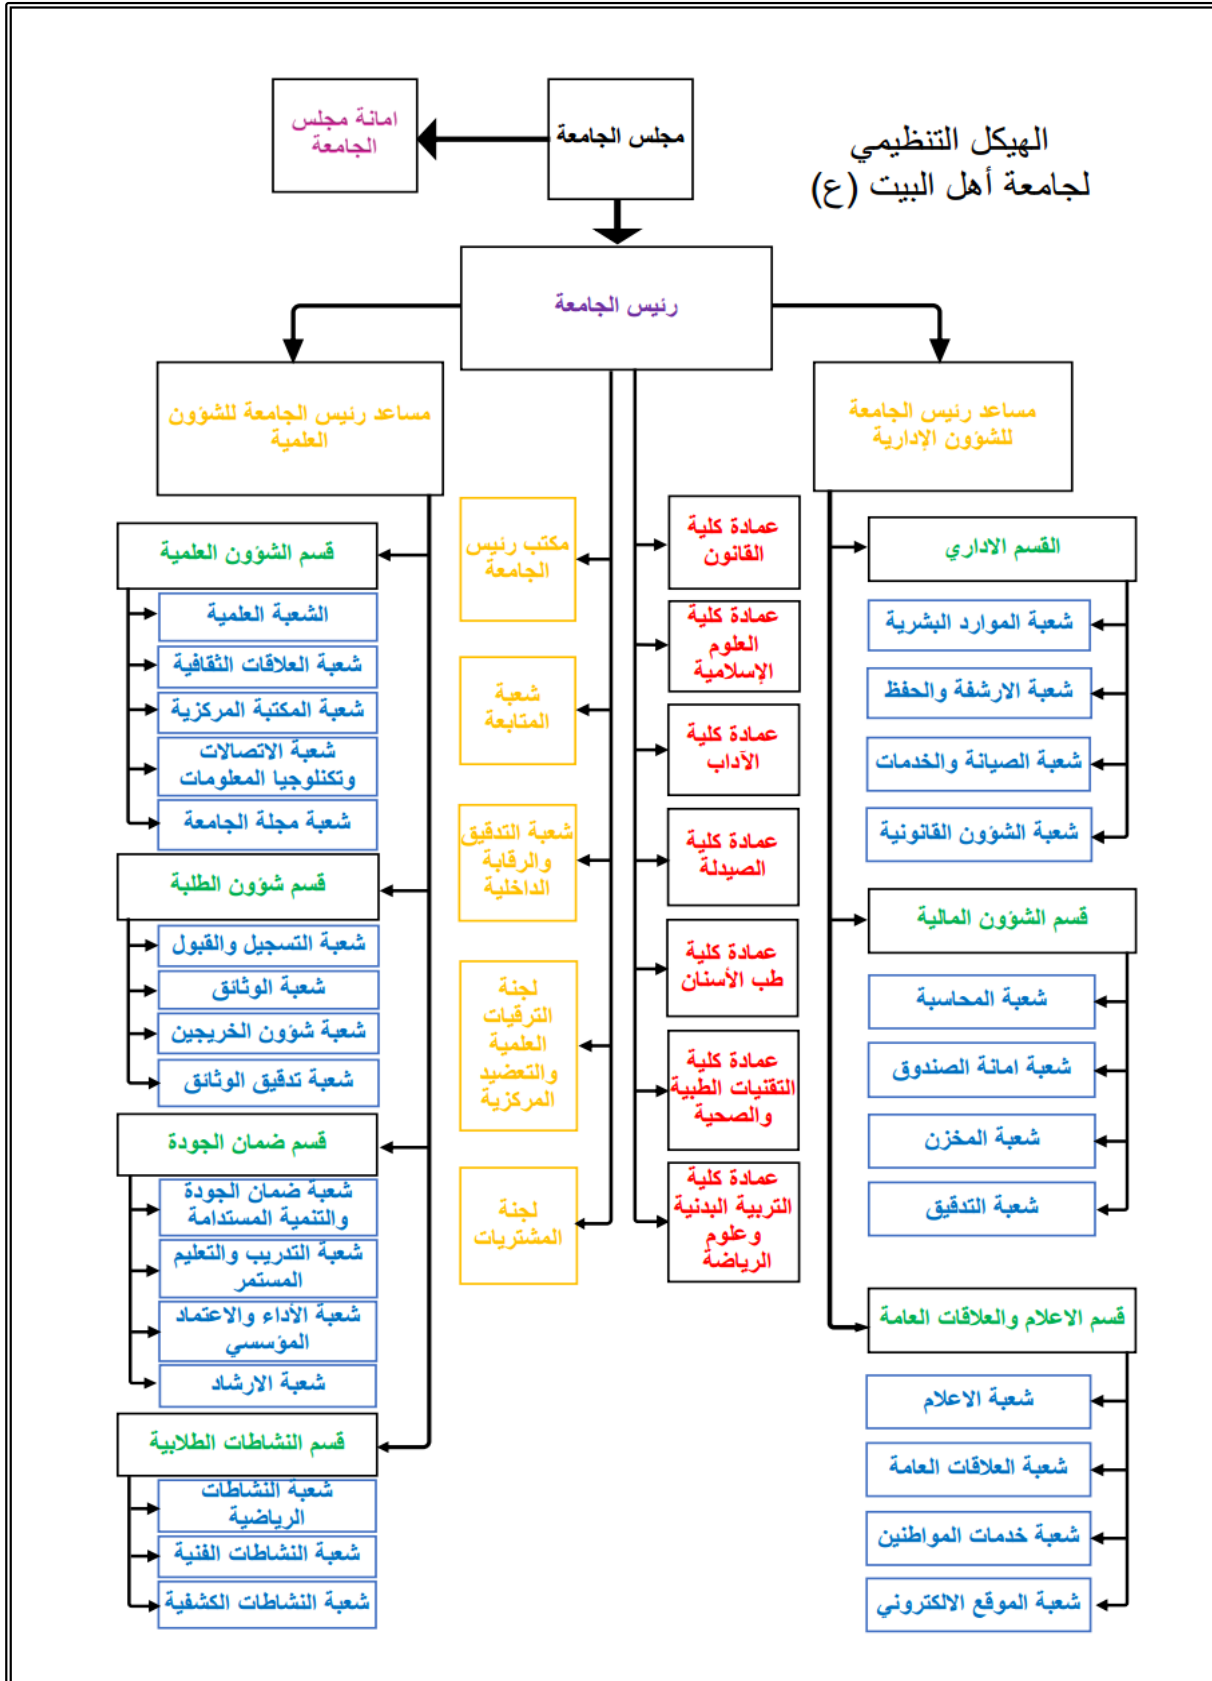 الهيكل التنظيمي
لجامعة أهل البيت (ع)
مجلس الجامعة
امانة مجلس
الجامعة
رئيس الجامعة
مساعد رئيس الجامعة
للشؤون الإدارية
القسم الاداري
شعبة الموارد البشرية
شعبة الارشفة والحفظ
شعبة الصيانة والخدمات
شعبة الشؤون القانونية
قسم الشؤون المالية
شعبة المحاسبة
شعبة امانة الصندوق
شعبة المخزن
شعبة التدقيق
قسم الاعلام والعلاقات العامة
شعبة الاعلام
شعبة العلاقات العامة
شعبة خدمات المواطنين
شعبة الموقع الالكتروني
عمادة كلية
القانون
عمادة كلية
العلوم
الإسلامية
عمادة كلية
الآداب
عمادة كلية
الصيدلة
عمادة كلية
طب الأسنان
عمادة كلية
التقنيات الطبية
والصحية
عمادة كلية
التربية البدنية
وعلوم
الرياضة
مكتب رئيس
الجامعة
شعبة
المتابعة
شعبة التدقيق
والرقابة
الداخلية
لجنة
الترقيات
العلمية
والتعضيد
المركزية
لجنة
المشتريات
مساعد رئيس الجامعة للشؤون
العلمية
قسم الشؤون العلمية
الشعبة العلمية
شعبة العلاقات الثقافية
شعبة المكتبة المركزية
شعبة الاتصالات
وتكنلوجيا المعلومات
شعبة مجلة الجامعة
قسم شؤون الطلبة
شعبة التسجيل والقبول
شعبة الوثائق
شعبة شؤون الخريجين
شعبة تدقيق الوثائق
قسم ضمان الجودة
شعبة ضمان الجودة
والتنمية المستدامة
شعبة التدريب والتعليم
المستمر
شعبة الأداء والاعتماد
المؤسسي
شعبة الارشاد
قسم النشاطات الطلابية
شعبة النشاطات
الرياضية
شعبة النشاطات الفنية
شعبة النشاطات الكشفية